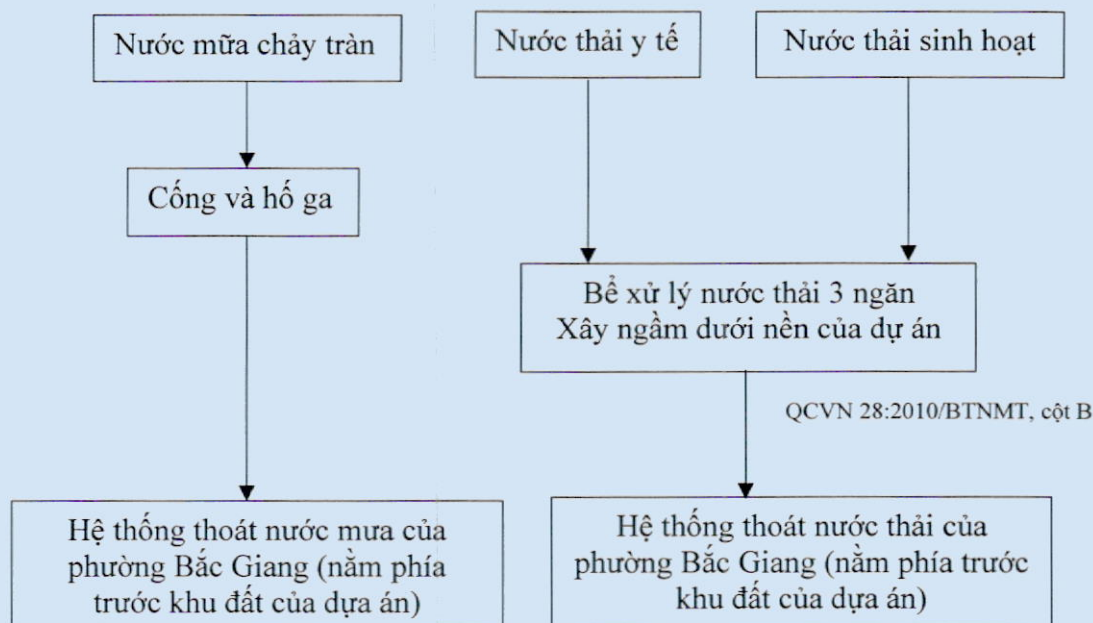 Nước mữa chảy tràn
Nước thải y tế
Nước thải sinh hoạt
Cống và hố ga
Bể xử lý nước thải 3 ngăn
Xây ngầm dưới nền của dự án
QCVN 28:2010/BTNMT, cột B
Hệ thống thoát nước mưa của
phường Bắc Giang (nằm phía
trước khu đất của dựa án)
Hệ thống thoát nước thải của
phường Bắc Giang (nằm phía trước
khu đất của dựa án)